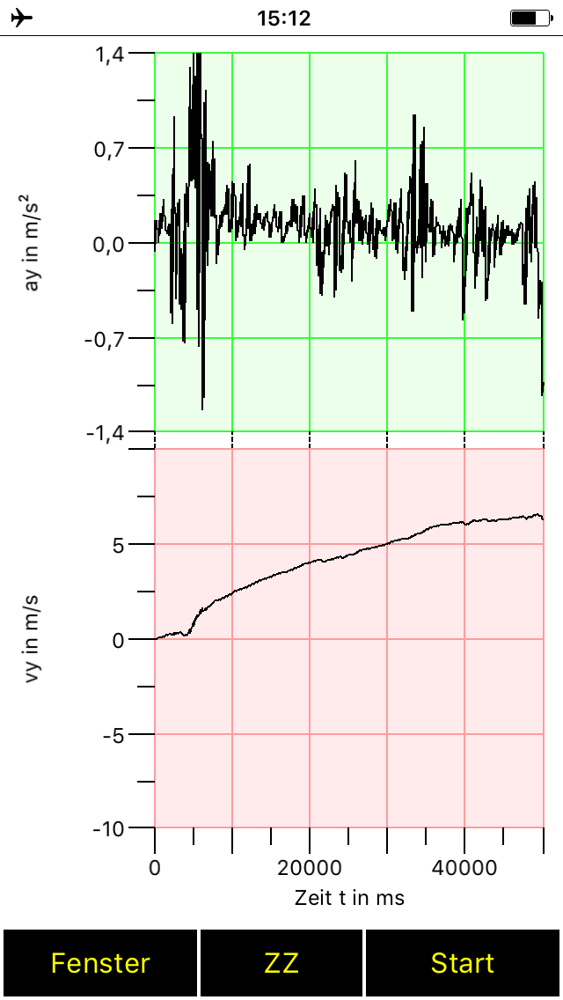 15:12
1,4
0,7
0,0
-0,7
-1,4
ay in m/s²
5
0
-5
-10
vy in m/s
0 20000 40000
Zeit t in ms
Fenster ZZ Start